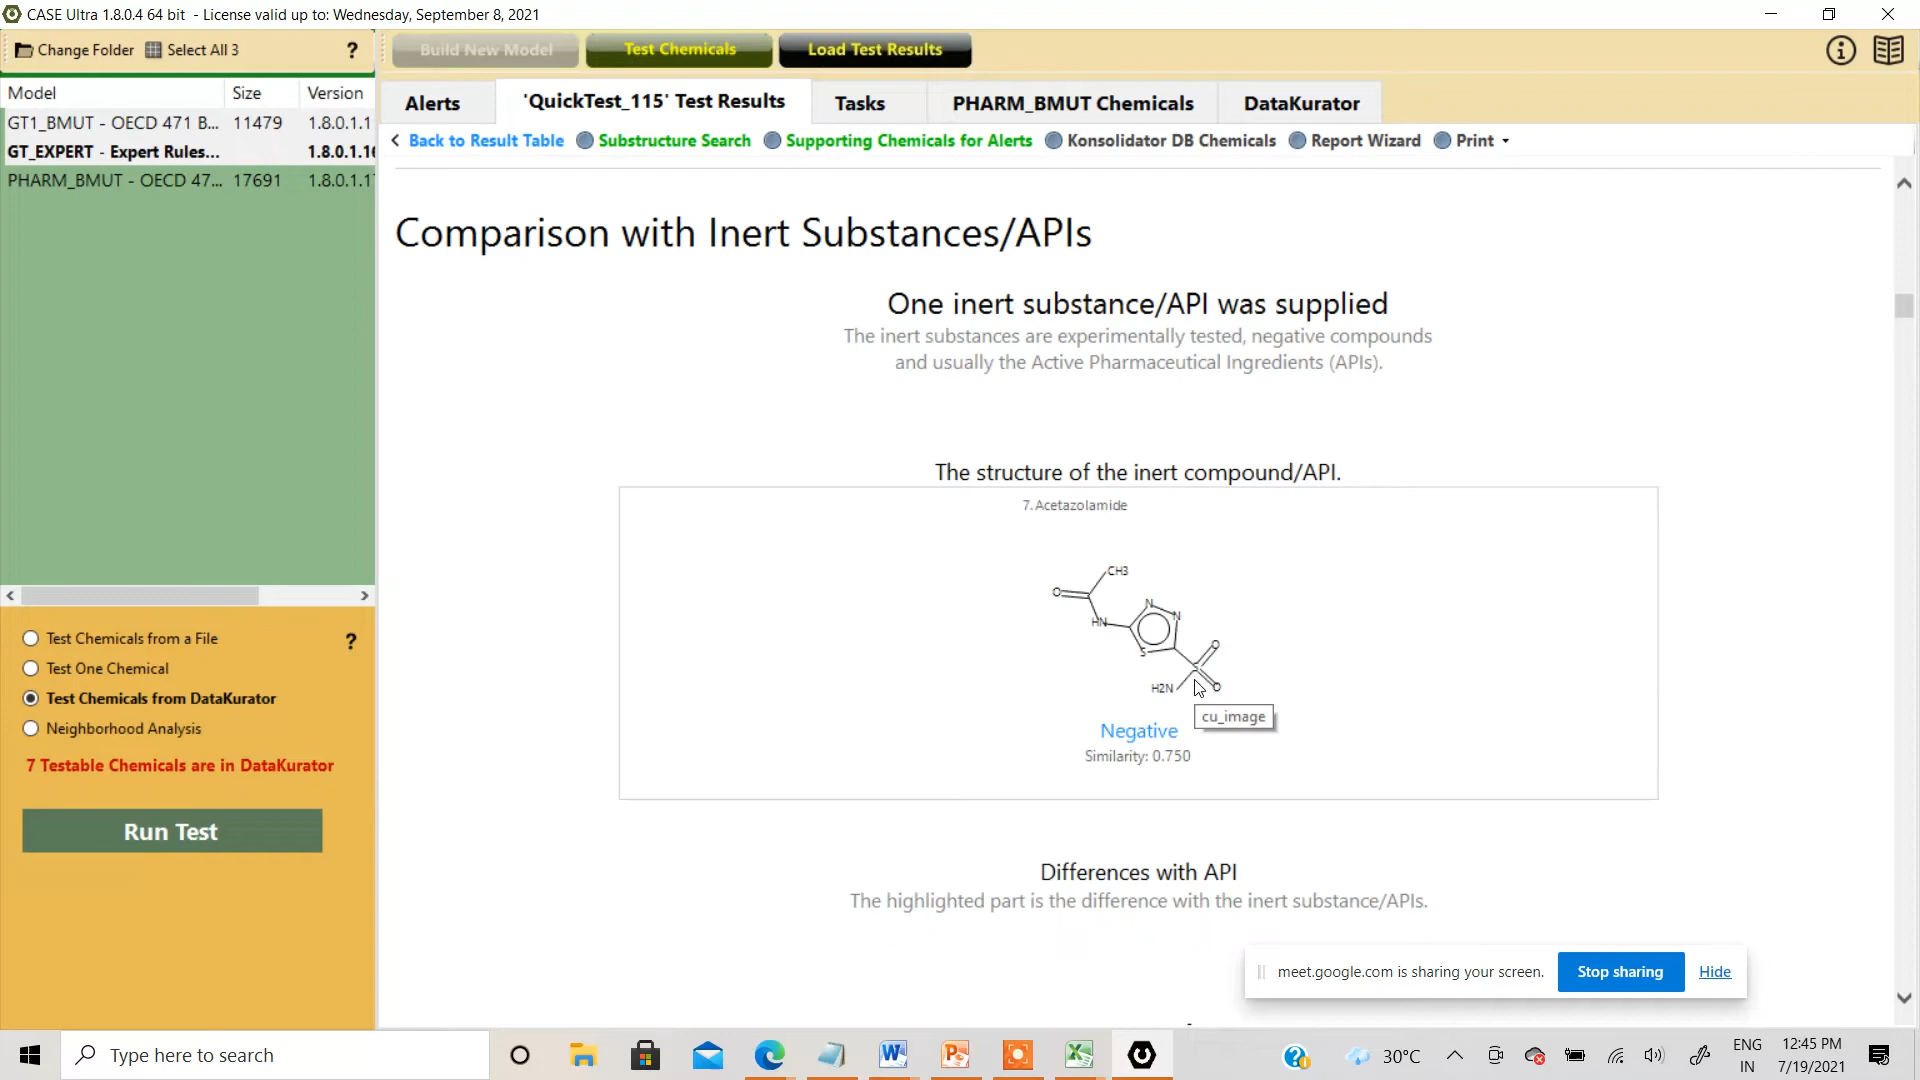 CASE Ultra 1.8.0.4 64 bit  - License valid up to: Wednesday, September 8, 2021
Change Folder Select All 3 ?
Build New Model Test Chemicals Load Test Results
Model Size Version
GT1_BMUT - OECD 471 B... 11479 1.8.0.1.1
GT_EXPERT - Expert Rules... 1.8.0.1.1
PHARM_BMUT - OECD 47... 17691 1.8.0.1.1
Alerts 'QuickTest_115' Test Results Tasks PHARM_BMUT Chemicals DataKurator
< Back to Result Table Substructure Search Supporting Chemicals for Alerts Konsolidator DB Chemicals Report Wizard Print
Comparison with Inert Substances/APIs
One inert substance/API was supplied
The inert substances are experimentally tested, negative compounds
and usually the Active Pharmaceutical Ingredients (APIs).
The structure of the inert compound/API.
7. Acetazolamide
CH3
O
N
N
HN
S
O
S
H2N
O
cu_image
Negative
Similarity: 0.750
Differences with API
The highlighted part is the difference with the inert substance/APIs.
Test Chemicals from a File ?
Test One Chemical
Test Chemicals from DataKurator
Neighborhood Analysis
7 Testable Chemicals are in DataKurator
Run Test
meet.google.com is sharing your screen. Stop sharing Hide
Type here to search
30°C
ENG
IN
12:45 PM
7/19/2021